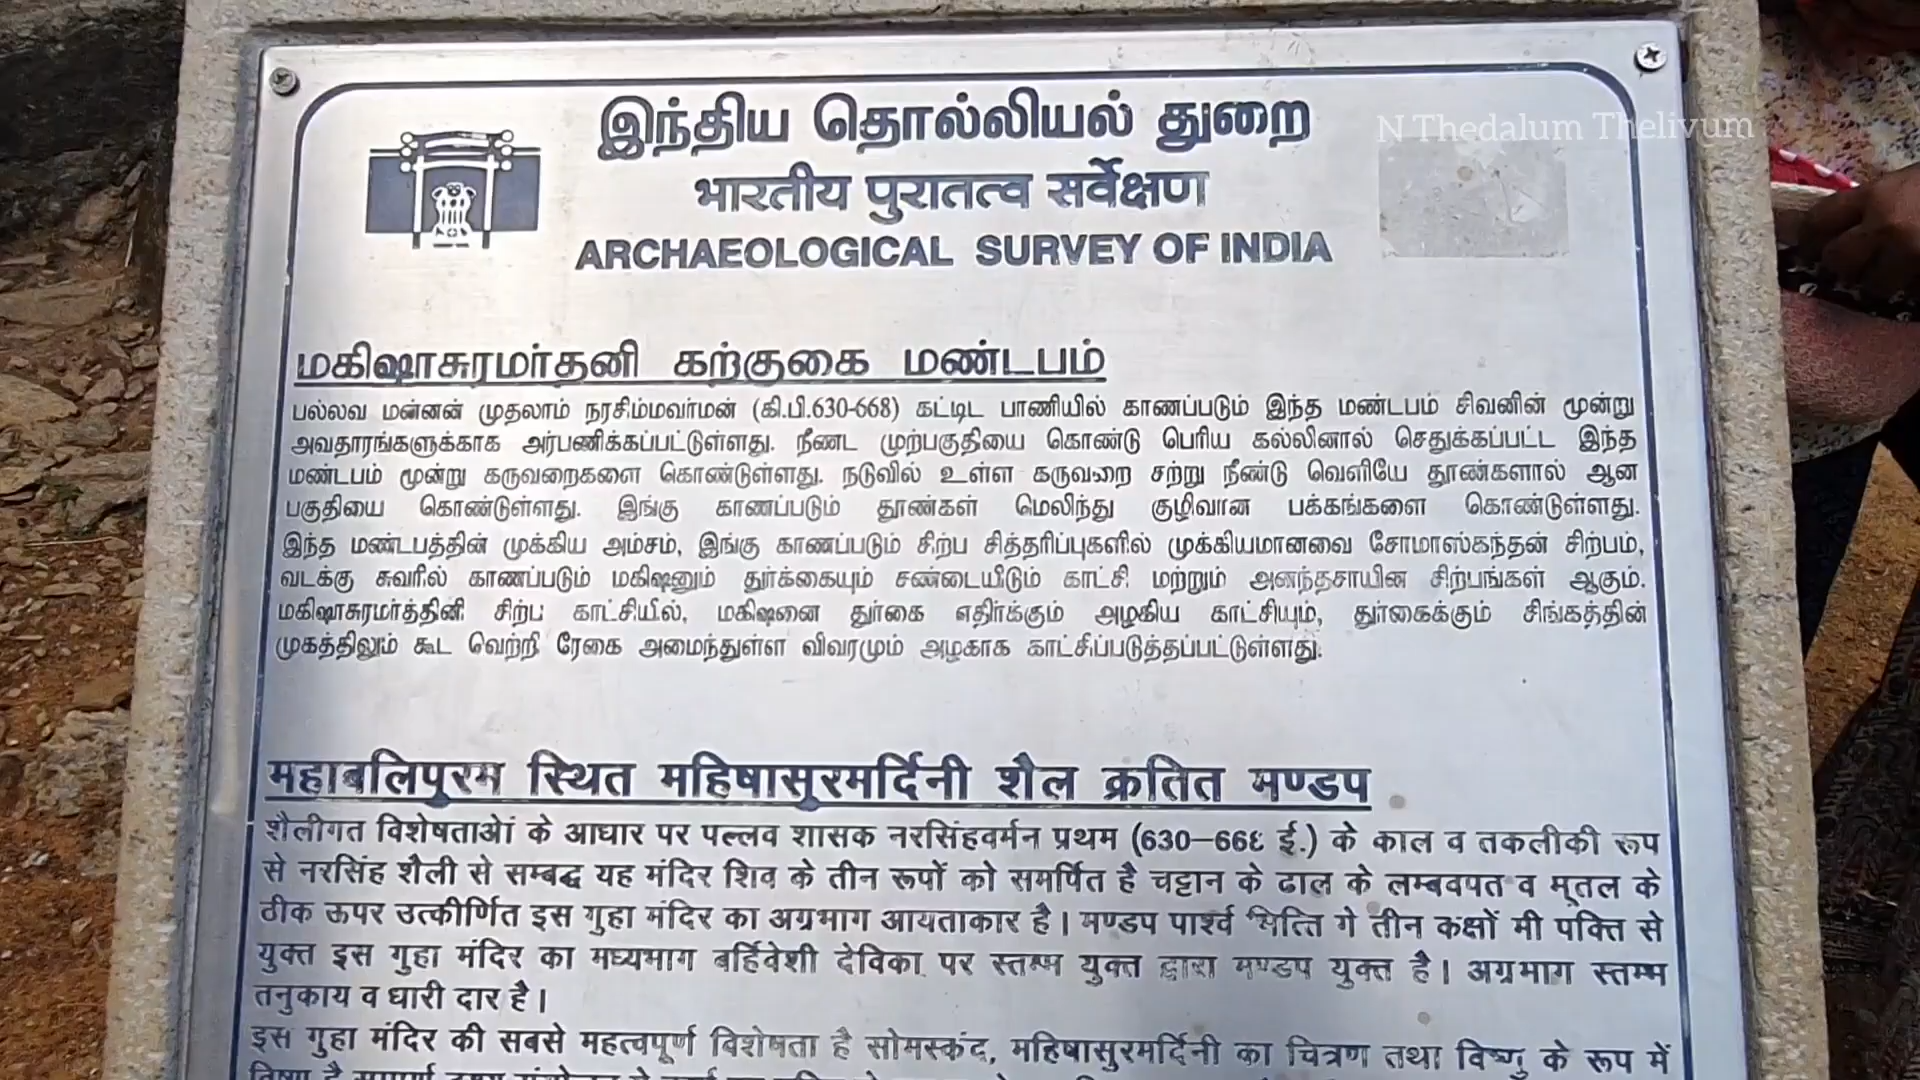 இந்திய தொல்லியல் துறை
भारतीय पुरातत्व सर्वेक्षण
ARCHAEOLOGICAL SURVEY OF INDIA
N Thedalum Thelivum
மகிஷாசுரமர்தனி கற்குகை மண்டபம்
பல்லவ மன்னன் முதலாம் நரசிம்மவர்மன் (கி.பி.630-668) கட்டிட பாணியில் காணப்படும் இந்த மண்டபம் சிவனின் மூன்று
அவதாரங்களுக்காக அர்பணிக்கப்பட்டுள்ளது. நீண்ட முற்பகுதியை கொண்டு பெரிய கல்லினால் செதுக்கப்பட்ட இந்த
மண்டபம் மூன்று கருவறைகளை கொண்டுள்ளது. நடுவில் உள்ள கருவறை சற்று நீண்டு வெளியே தூண்களால் ஆன
பகுதியை கொண்டுள்ளது. இங்கு காணப்படும் தூண்கள் மெலிந்து குழிவான பக்கங்களை கொண்டுள்ளது.
இந்த மண்டபத்தின் முக்கிய அம்சம், இங்கு காணப்படும் சிற்ப சித்தரிப்புகளில் முக்கியமானவை சோமாஸ்கந்தன் சிற்பம்,
வடக்கு சுவரில் காணப்படும் மகிஷனும் துர்க்கையும் சண்டையிடும் காட்சி மற்றும் அனந்தசாயின சிற்பங்கள் ஆகும்.
மகிஷாசுரமர்த்தினி சிற்ப காட்சியில், மகிஷனை துர்கை எதிர்க்கும் அழகிய காட்சியும், துர்கைக்கும் சிங்கத்தின்
முகத்திலும் கூட வெற்றி ரேகை அமைந்துள்ள விவரமும் அழகாக காட்சிப்படுத்தப்பட்டுள்ளது.
महाबलिपुरम स्थित महिषासुरमर्दिनी शैल क्रतित मण्डप
शैलीगत विशेषताओं के आधार पर पल्लव शासक नरसिंहवर्मन प्रथम (630–668 ई.) के काल व तकलीकी रूप
से नरसिंह शैली से सम्बद्ध यह मंदिर शिव के तीन रूपों को समर्पित है चट्टान के ढाल के लम्बवपत व मूतल के
ठीक ऊपर उत्कीर्णित इस गुहा मंदिर का अग्रभाग आयताकार है। मण्डप पार्श्व भित्ति गे तीन कक्षों मी पक्ति से
युक्त इस गुहा मंदिर का मध्यमाग बर्हिवेशी देविका पर स्तम्भ युक्त द्वारा मण्डप युक्त है। अग्रभाग स्तम्भ
तनुकाय व धारी दार है।
इस गुहा मंदिर की सबसे महत्वपूर्ण विशेषता है सोमस्कंद, महिषासुरमर्दिनी का चित्रण तथा विष्णु के रूप में